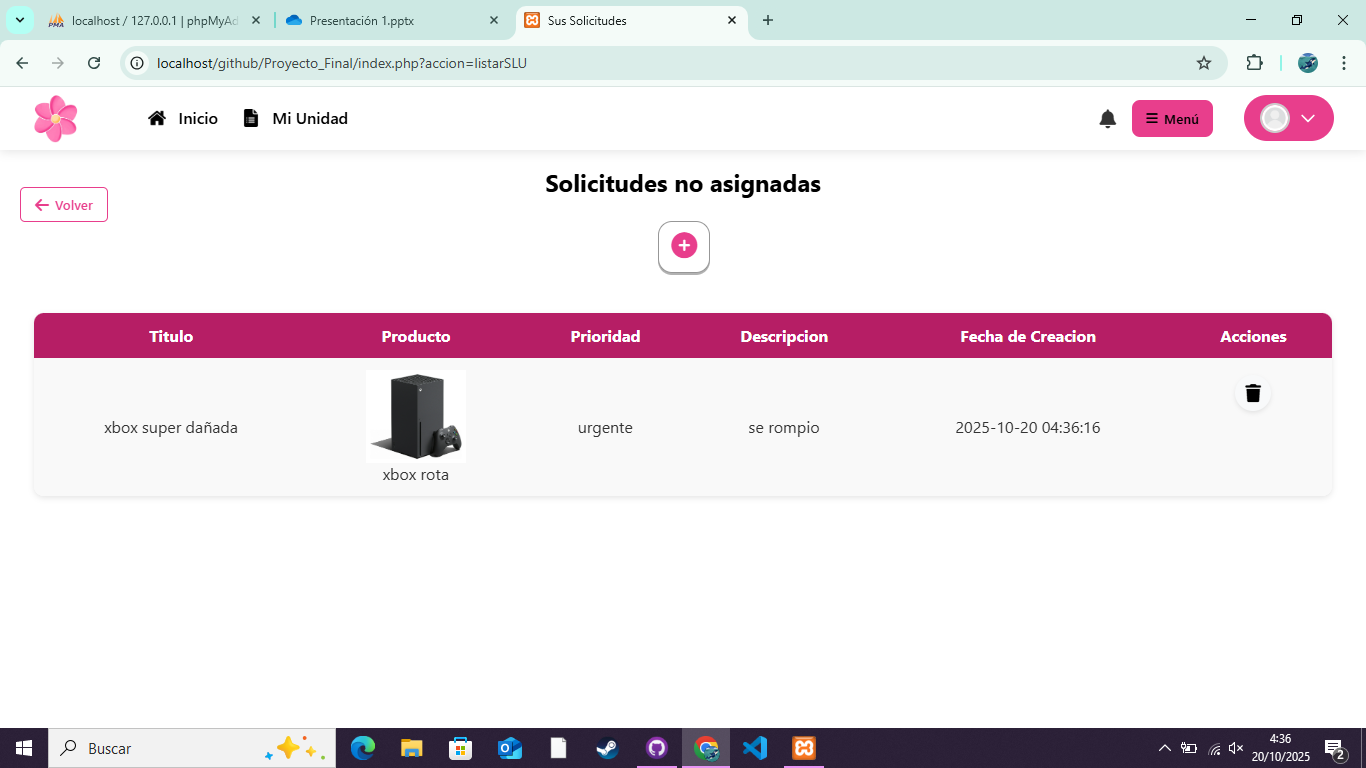 localhost / 127.0.0.1 | phpMyAd
Presentación 1.pptx
Sus Solicitudes
localhost/github/Proyecto_Final/index.php?accion=listarSLU
Inicio
Mi Unidad
Menú
Volver
Solicitudes no asignadas
Titulo Producto Prioridad Descripcion Fecha de Creacion Acciones
xbox super dañada
xbox rota
urgente
se rompio
2025-10-20 04:36:16
Buscar
4:36
20/10/2025
2